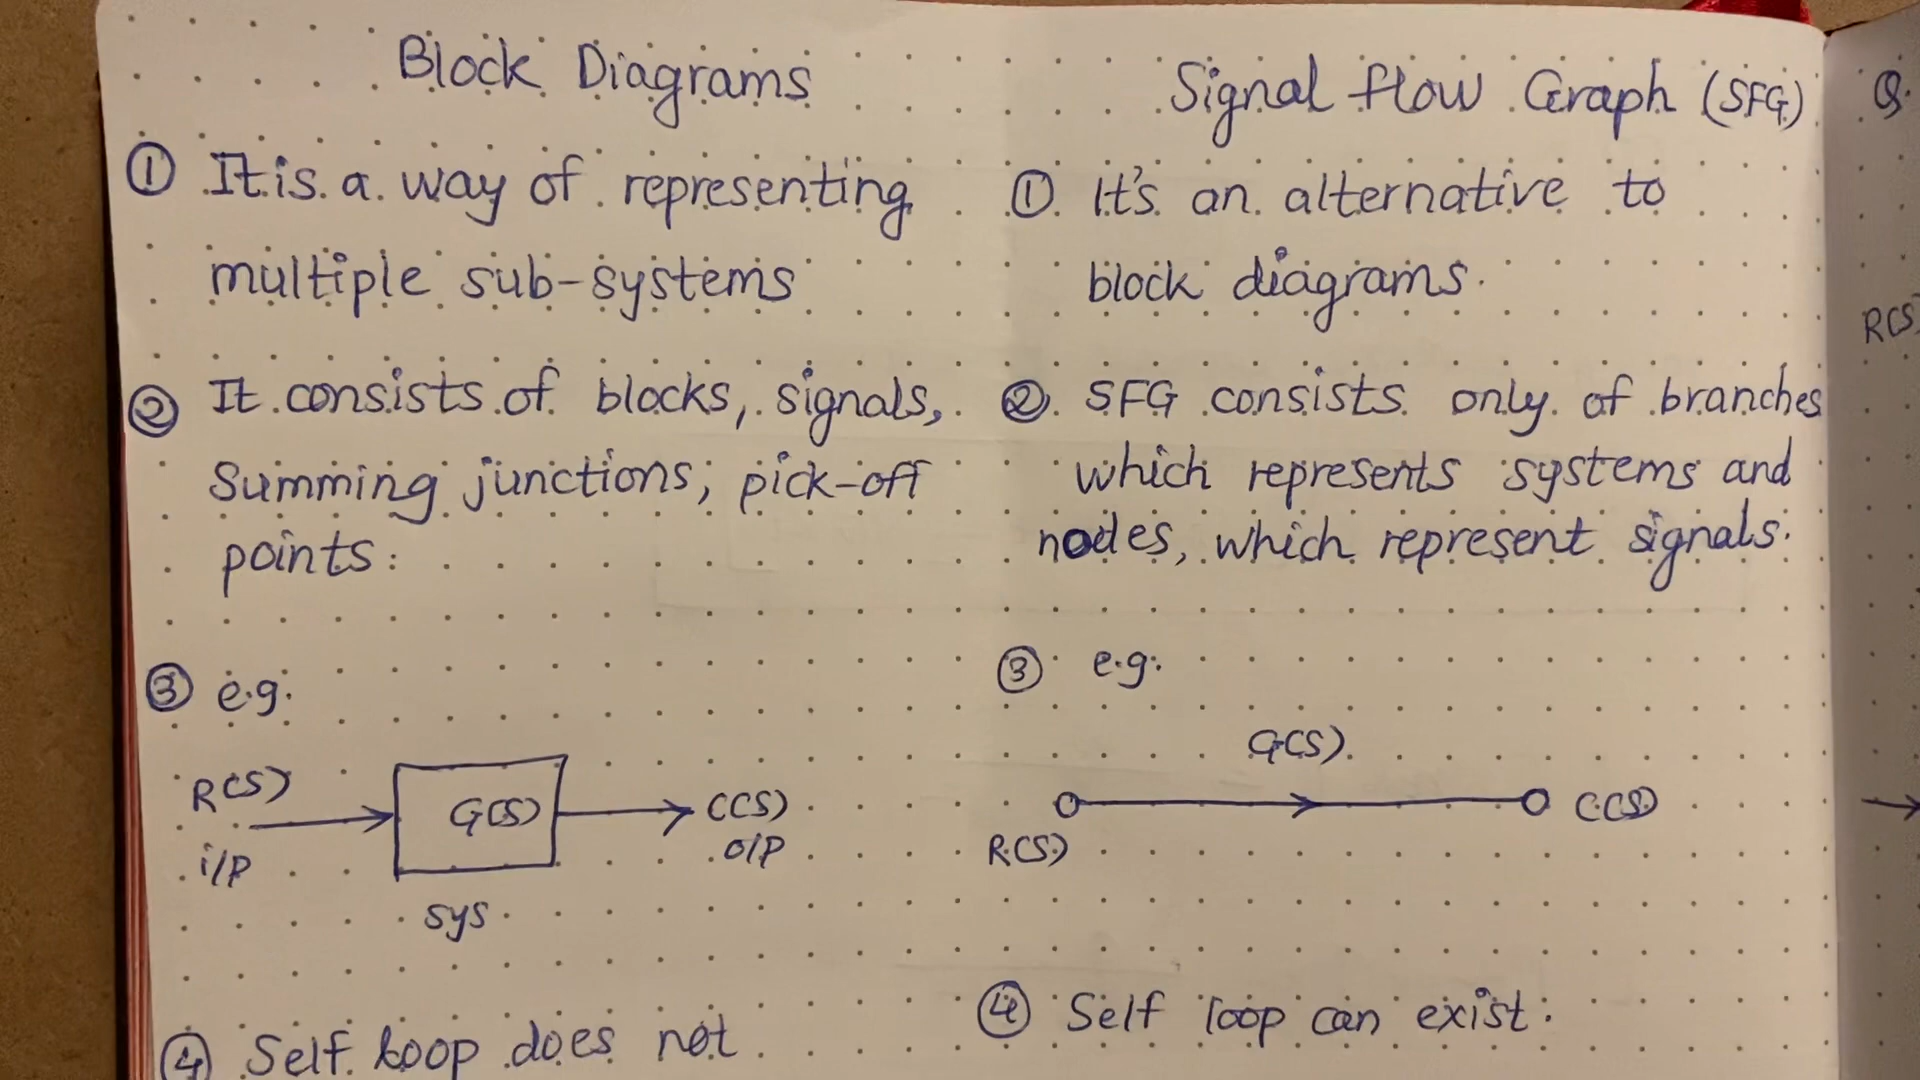 Block Diagrams
① It is a way of representing
multiple sub-systems
② It consists of blocks, signals,
Summing junctions, pick-off
points.
③ e.g.
R(S)
i/p
G(S)
C(S)
o/p
sys
④ Self loop does not
Signal flow Graph (SFG)
① It's an alternative to
block diagrams.
② SFG consists only of branches
which represents systems and
nodes, which represent signals.
③ e.g.
G(S).
R(S)
C(S)
④ Self loop can exist.
Q.
R(S)